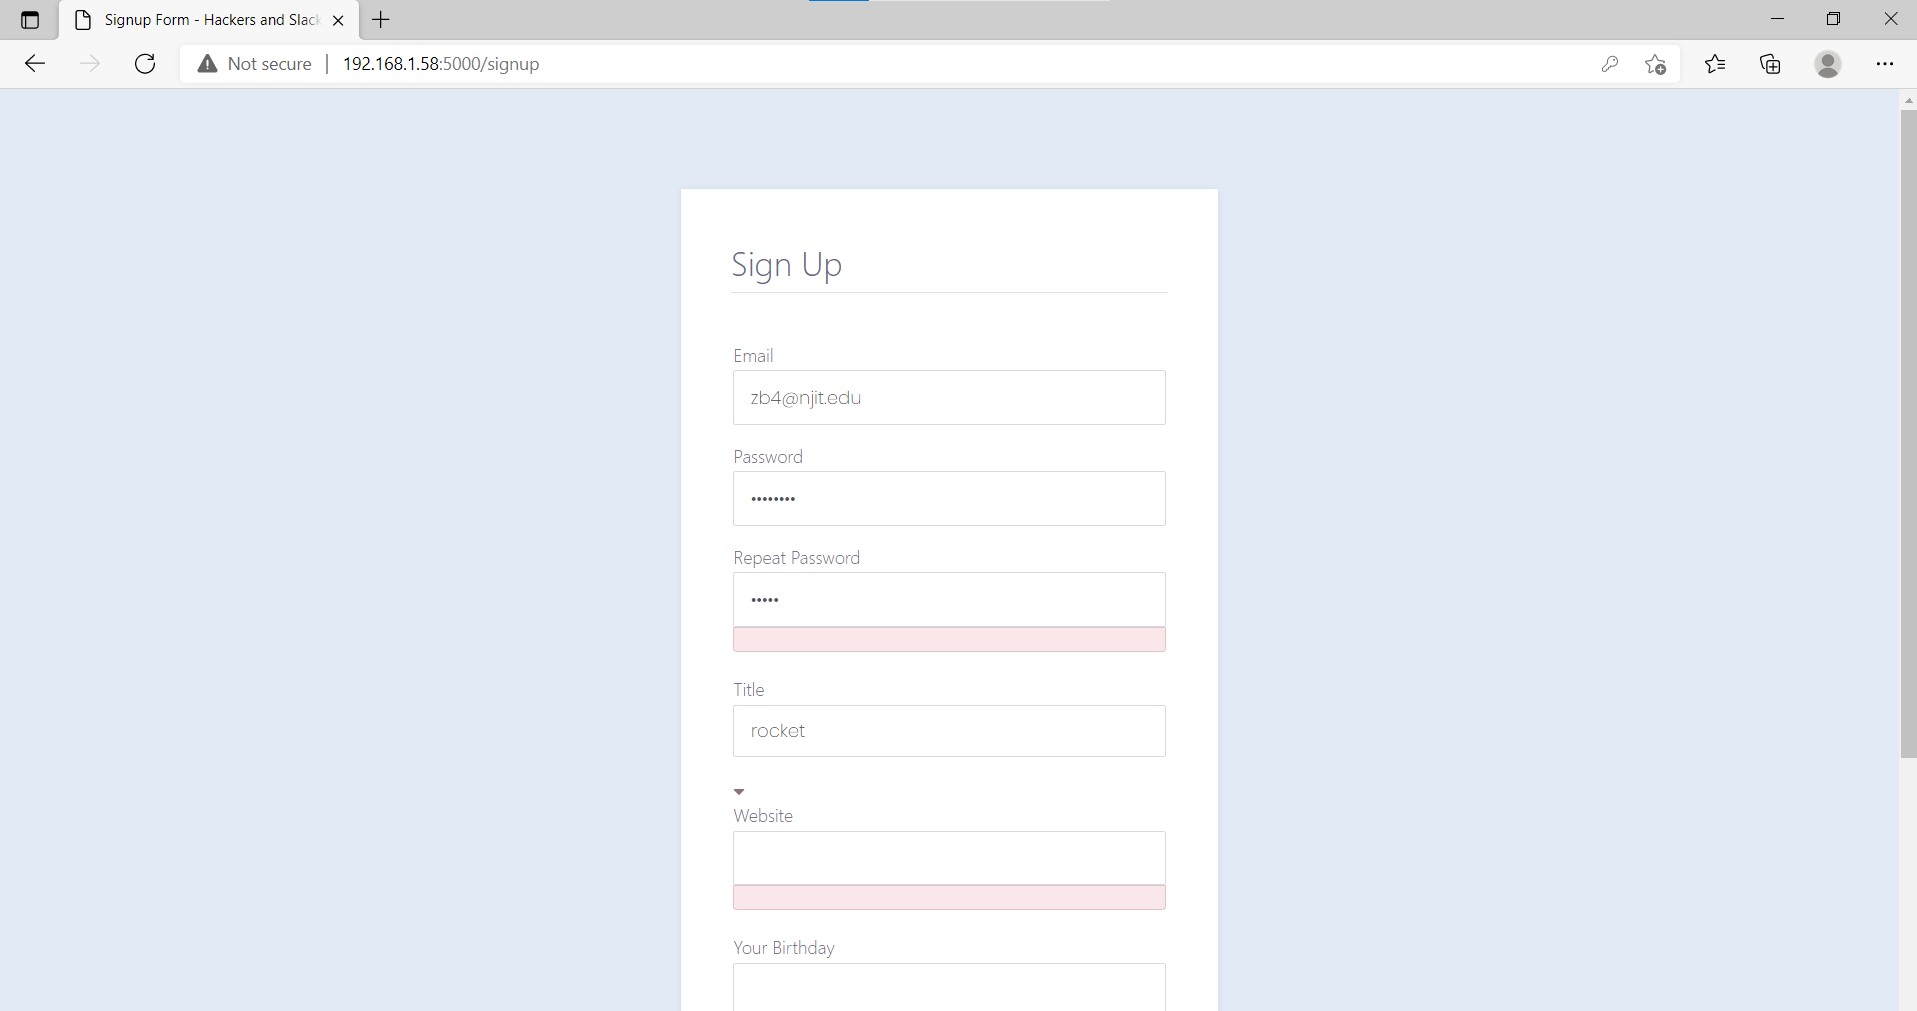 Signup Form - Hackers and Slack
Not secure | 192.168.1.58:5000/signup
Sign Up
Email
zb4@njit.edu
Password
••••••••
Repeat Password
•••••
Title
rocket
Website
Your Birthday